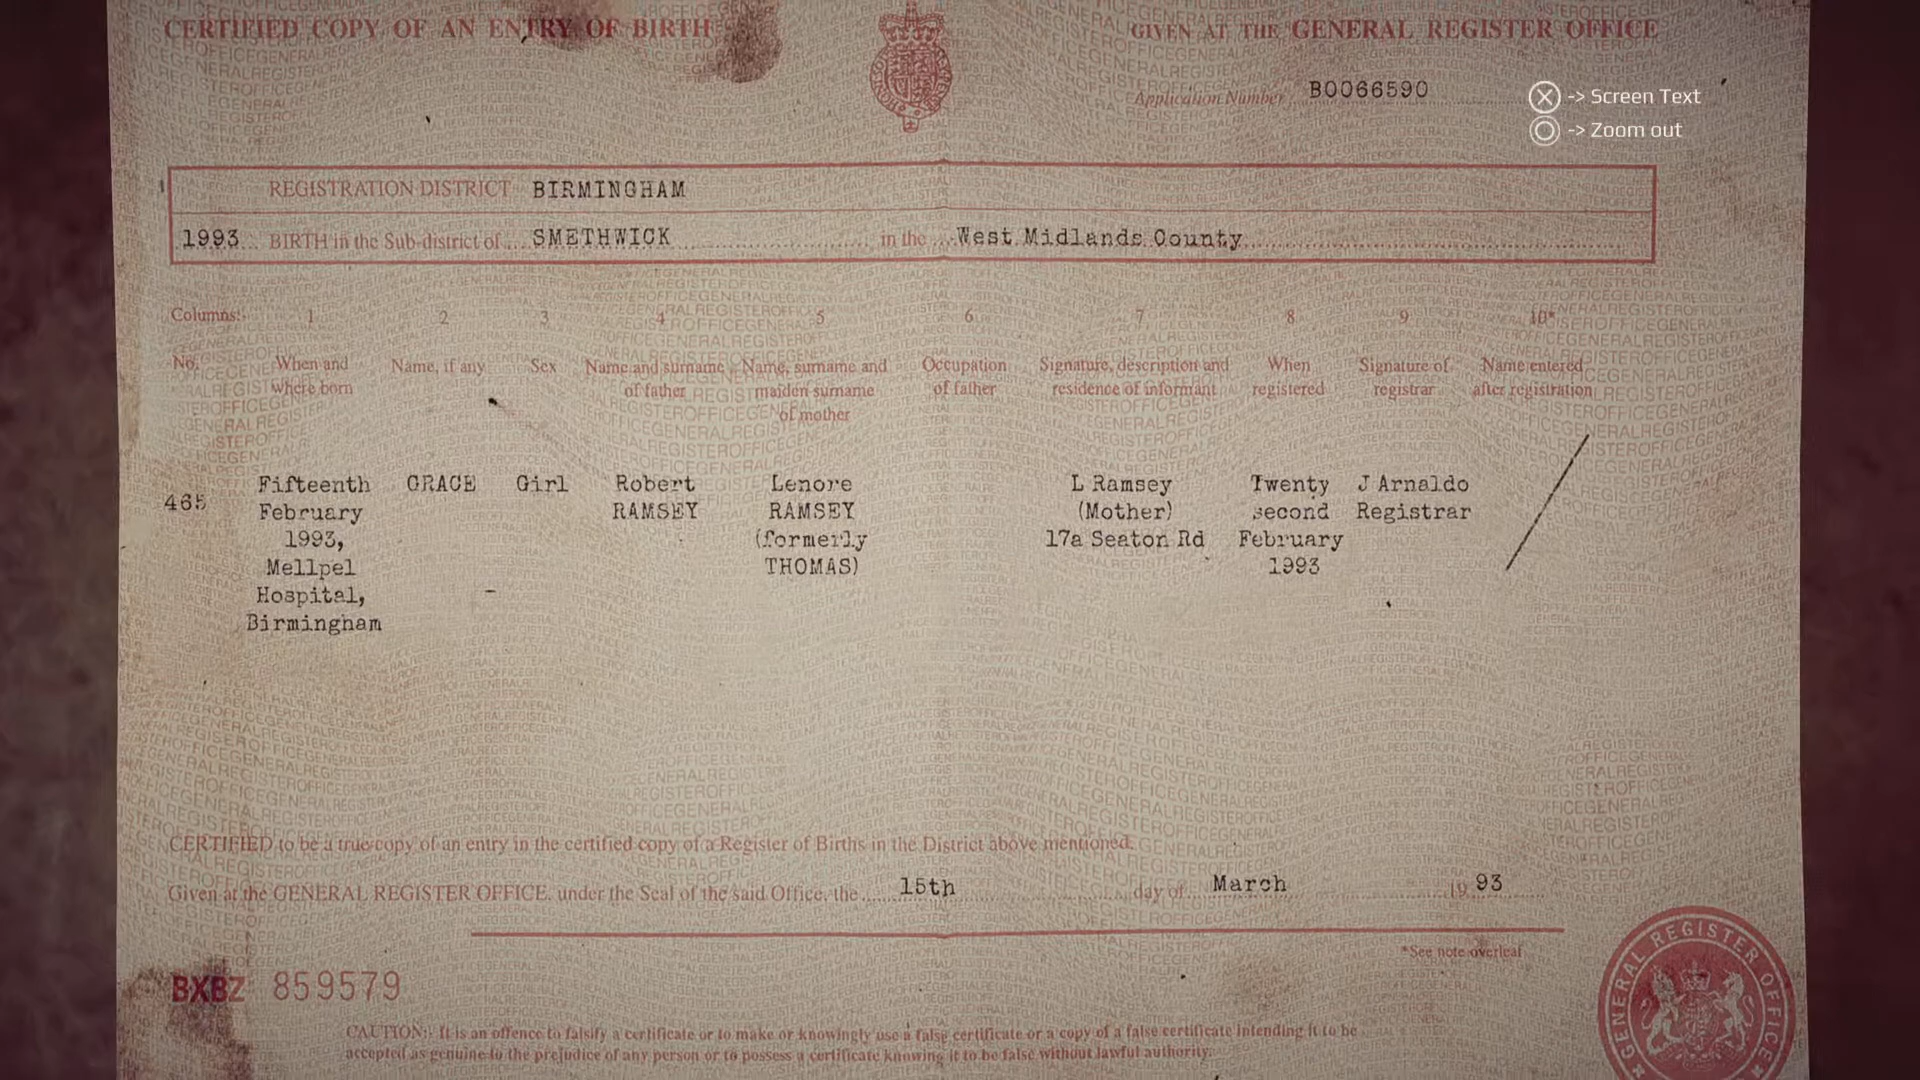 CERTIFIED COPY OF AN ENTRY OF BIRTH
GIVEN AT THE GENERAL REGISTER OFFICE
Application Number B0066590
X -> Screen Text
O -> Zoom out
REGISTRATION DISTRICT BIRMINGHAM
1993 BIRTH in the Sub-district of SMETHWICK in the West Midlands County
Columns:- 1 2 3 4 5 6 7 8 9 10*
No.
When and
where born
Name, if any
Sex
Name and surname
of father
Name, surname and
maiden surname
of mother
Occupation
of father
Signature, description and
residence of informant
When
registered
Signature of
registrar
Name entered
after registration
465
Fifteenth
February
1993,
Mellpel
Hospital,
Birmingham
GRACE
Girl
Robert
RAMSEY
Lenore
RAMSEY
(formerly
THOMAS)
L Ramsey
(Mother)
17a Seaton Rd
Twenty
second
February
1993
J Arnaldo
Registrar
CERTIFIED to be a true copy of an entry in the certified copy of a Register of Births in the District above mentioned.
Given at the GENERAL REGISTER OFFICE, under the Seal of the said Office, the 15th day of March 19 93
*See note overleaf
BXBZ 859579
CAUTION:- It is an offence to falsify a certificate or to make or knowingly use a false certificate or a copy of a false certificate intending it to be
accepted as genuine to the prejudice of any person or to possess a certificate knowing it to be false without lawful authority.
GENERAL REGISTER OFFICE